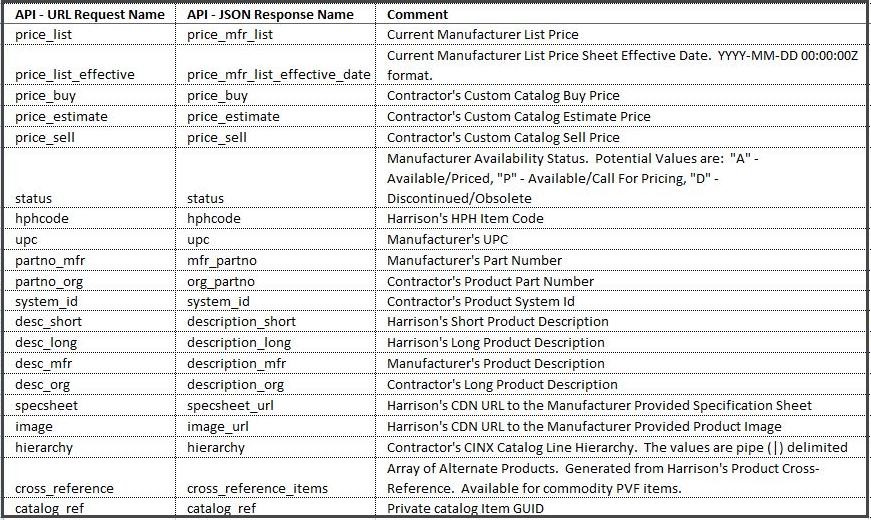 API - URL Request Name API - JSON Response Name Comment
price_list price_mfr_list Current Manufacturer List Price
Current Manufacturer List Price Sheet Effective Date. YYYY-MM-DD 00:00:00Z
price_list_effective price_mfr_list_effective_date format.
price_buy price_buy Contractor's Custom Catalog Buy Price
price_estimate price_estimate Contractor's Custom Catalog Estimate Price
price_sell price_sell Contractor's Custom Catalog Sell Price
Manufacturer Availability Status. Potential Values are: "A" -
Available/Priced, "P" - Available/Call For Pricing, "D" -
status status Discontinued/Obsolete
hphcode hphcode Harrison's HPH Item Code
upc upc Manufacturer's UPC
partno_mfr mfr_partno Manufacturer's Part Number
partno_org org_partno Contractor's Product Part Number
system_id system_id Contractor's Product System Id
desc_short description_short Harrison's Short Product Description
desc_long description_long Harrison's Long Product Description
desc_mfr description_mfr Manufacturer's Product Description
desc_org description_org Contractor's Long Product Description
specsheet specsheet_url Harrison's CDN URL to the Manufacturer Provided Specification Sheet
image image_url Harrison's CDN URL to the Manufacturer Provided Product Image
hierarchy hierarchy Contractor's CINX Catalog Line Hierarchy. The values are pipe (|) delimited
Array of Alternate Products. Generated from Harrison's Product Cross-
cross_reference cross_reference_items Reference. Available for commodity PVF items.
catalog_ref catalog_ref Private catalog Item GUID